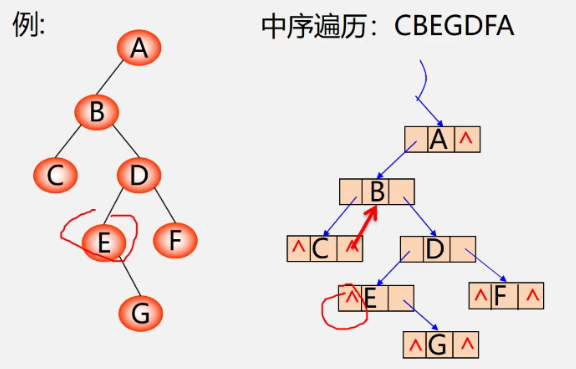 例:
中序遍历：CBEGDFA
A
B
C
D
E
F
G
A ^
B
^ C ^
D
^ E
^ F ^
^ G ^